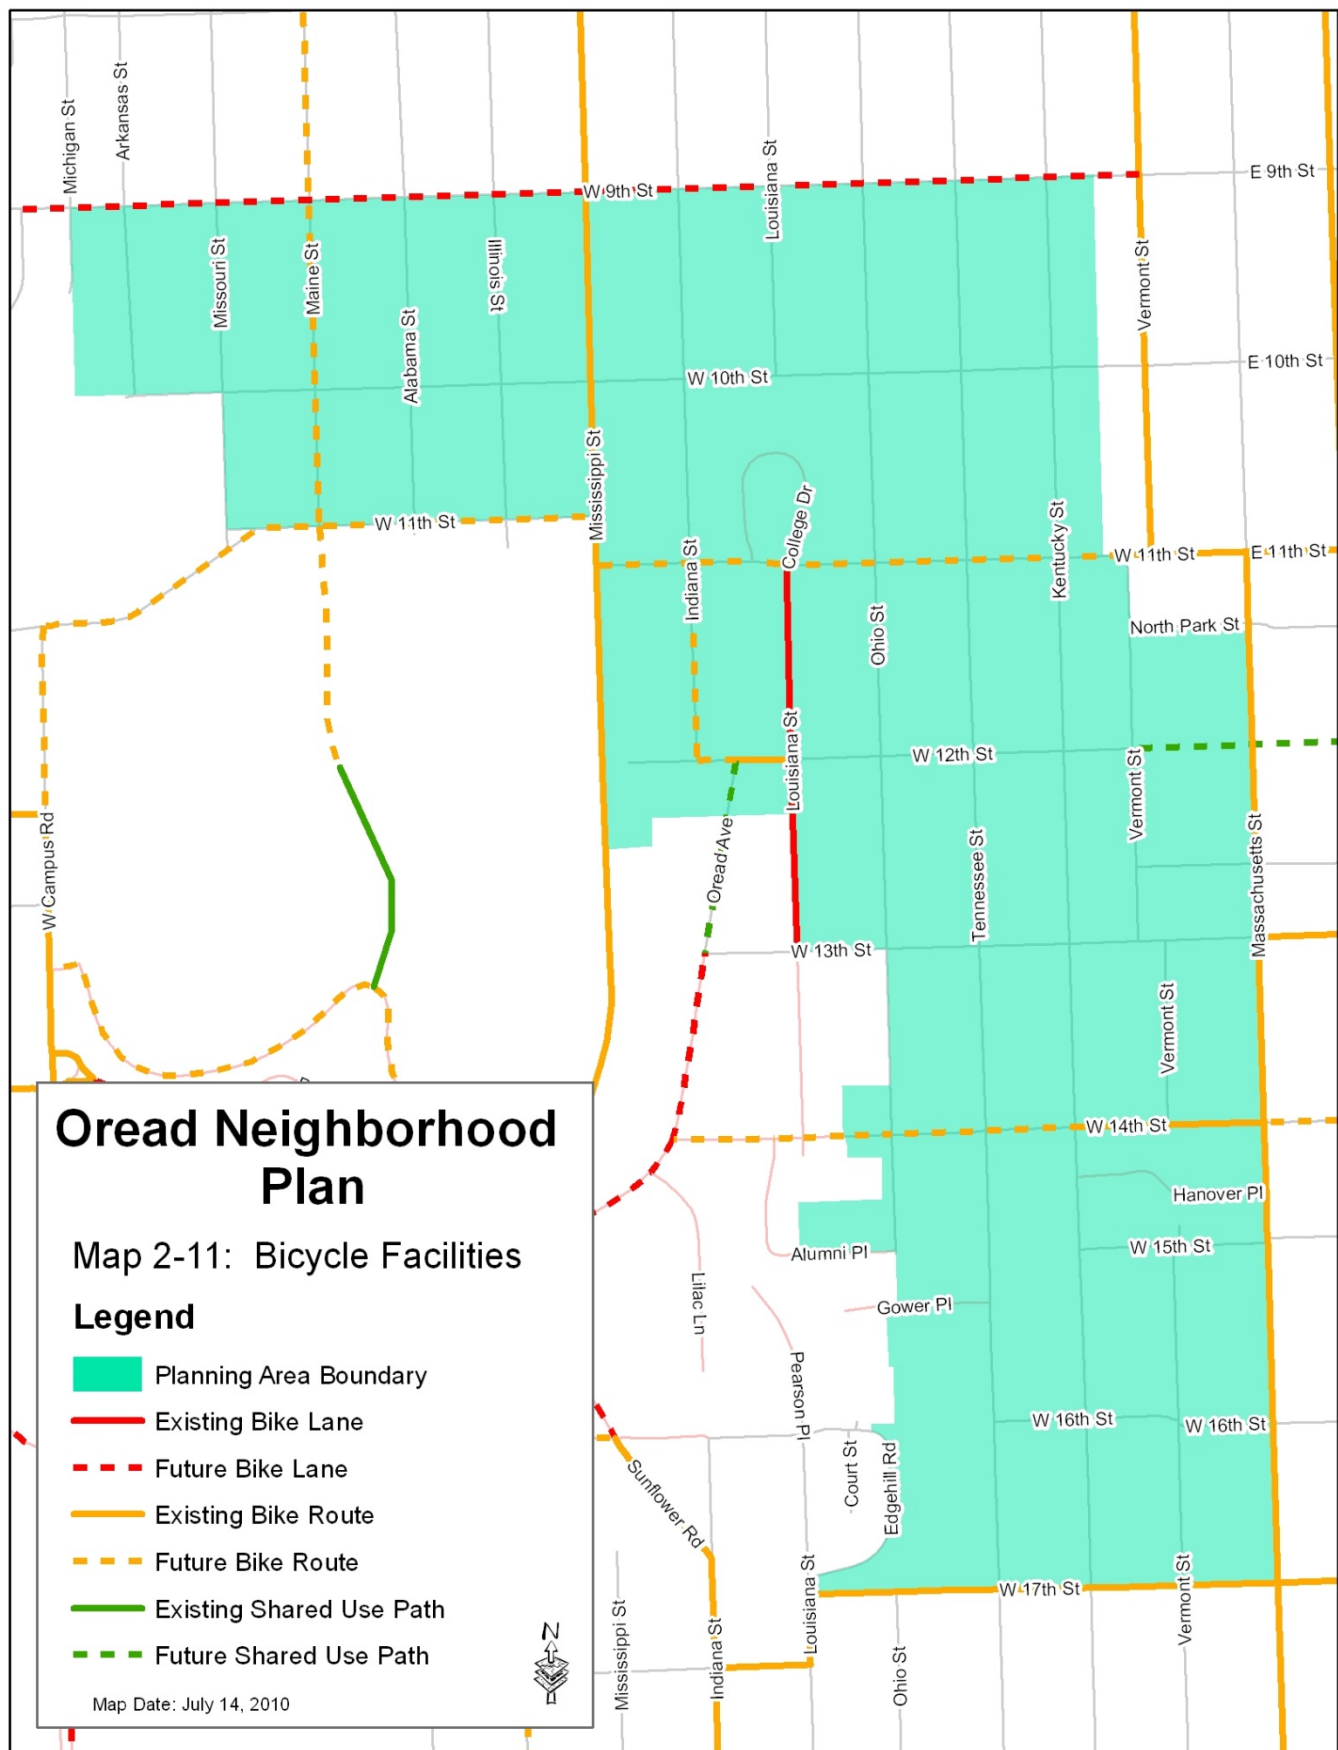 Michigan St
Arkansas St
Louisiana St
E 9th St
W 9th St
Missouri St
Maine St
Illinois St
Alabama St
Vermont St
E 10th St
W 10th St
Mississippi St
College Dr
W 11th St
Indiana St
Kentucky St
W 11th St
E 11th St
Ohio St
North Park St
Louisiana St
W 12th St
Vermont St
W Campus Rd
Oread Ave
Tennessee St
Massachusetts St
W 13th St
Vermont St
W 14th St
Hanover Pl
Alumni Pl
W 15th St
Lilac Ln
Gower Pl
Pearson Pl
W 16th St
W 16th St
Court St
Edgehill Rd
Sunflower Rd
W 17th St
Louisiana St
Vermont St
Mississippi St
Indiana St
Ohio St
Oread Neighborhood
Plan
Map 2-11: Bicycle Facilities
Legend
Planning Area Boundary
Existing Bike Lane
Future Bike Lane
Existing Bike Route
Future Bike Route
Existing Shared Use Path
Future Shared Use Path
N
Map Date: July 14, 2010